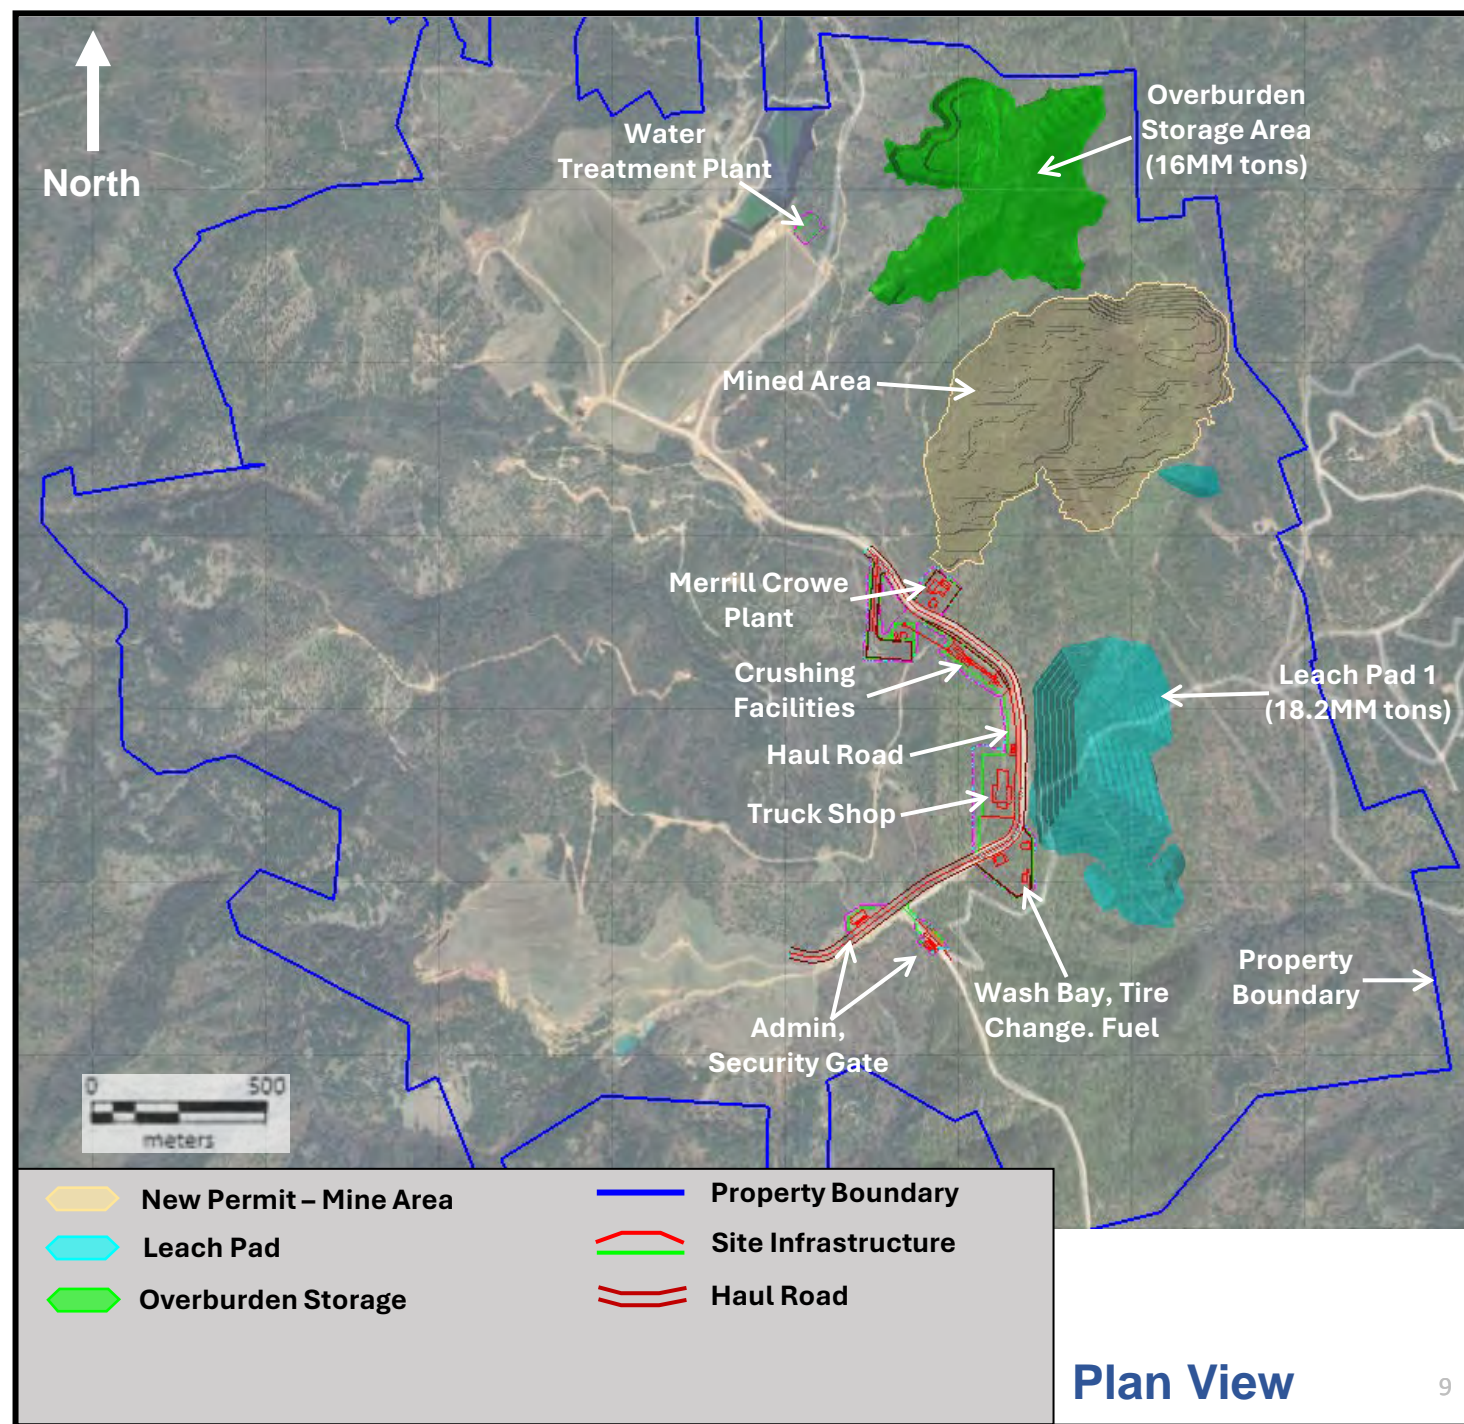 North
Water
Treatment Plant
Overburden
Storage Area
(16MM tons)
Mined Area
Merrill Crowe
Plant
Crushing
Facilities
Leach Pad 1
(18.2MM tons)
Haul Road
Truck Shop
Property
Boundary
Wash Bay, Tire
Change. Fuel
Admin,
Security Gate
0 500
meters
New Permit – Mine Area
Leach Pad
Overburden Storage
Property Boundary
Site Infrastructure
Haul Road
Plan View
9